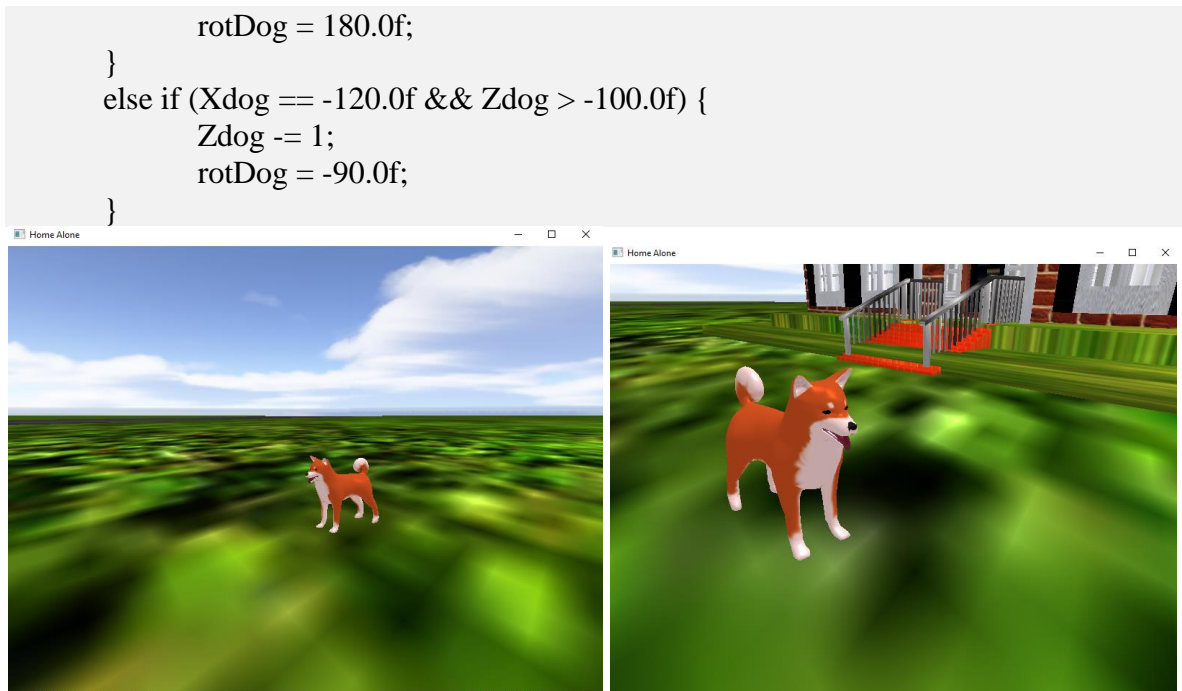 rotDog = 180.0f;
}
else if (Xdog == -120.0f && Zdog > -100.0f) {
Zdog -= 1;
rotDog = -90.0f;
}
Home Alone
Home Alone